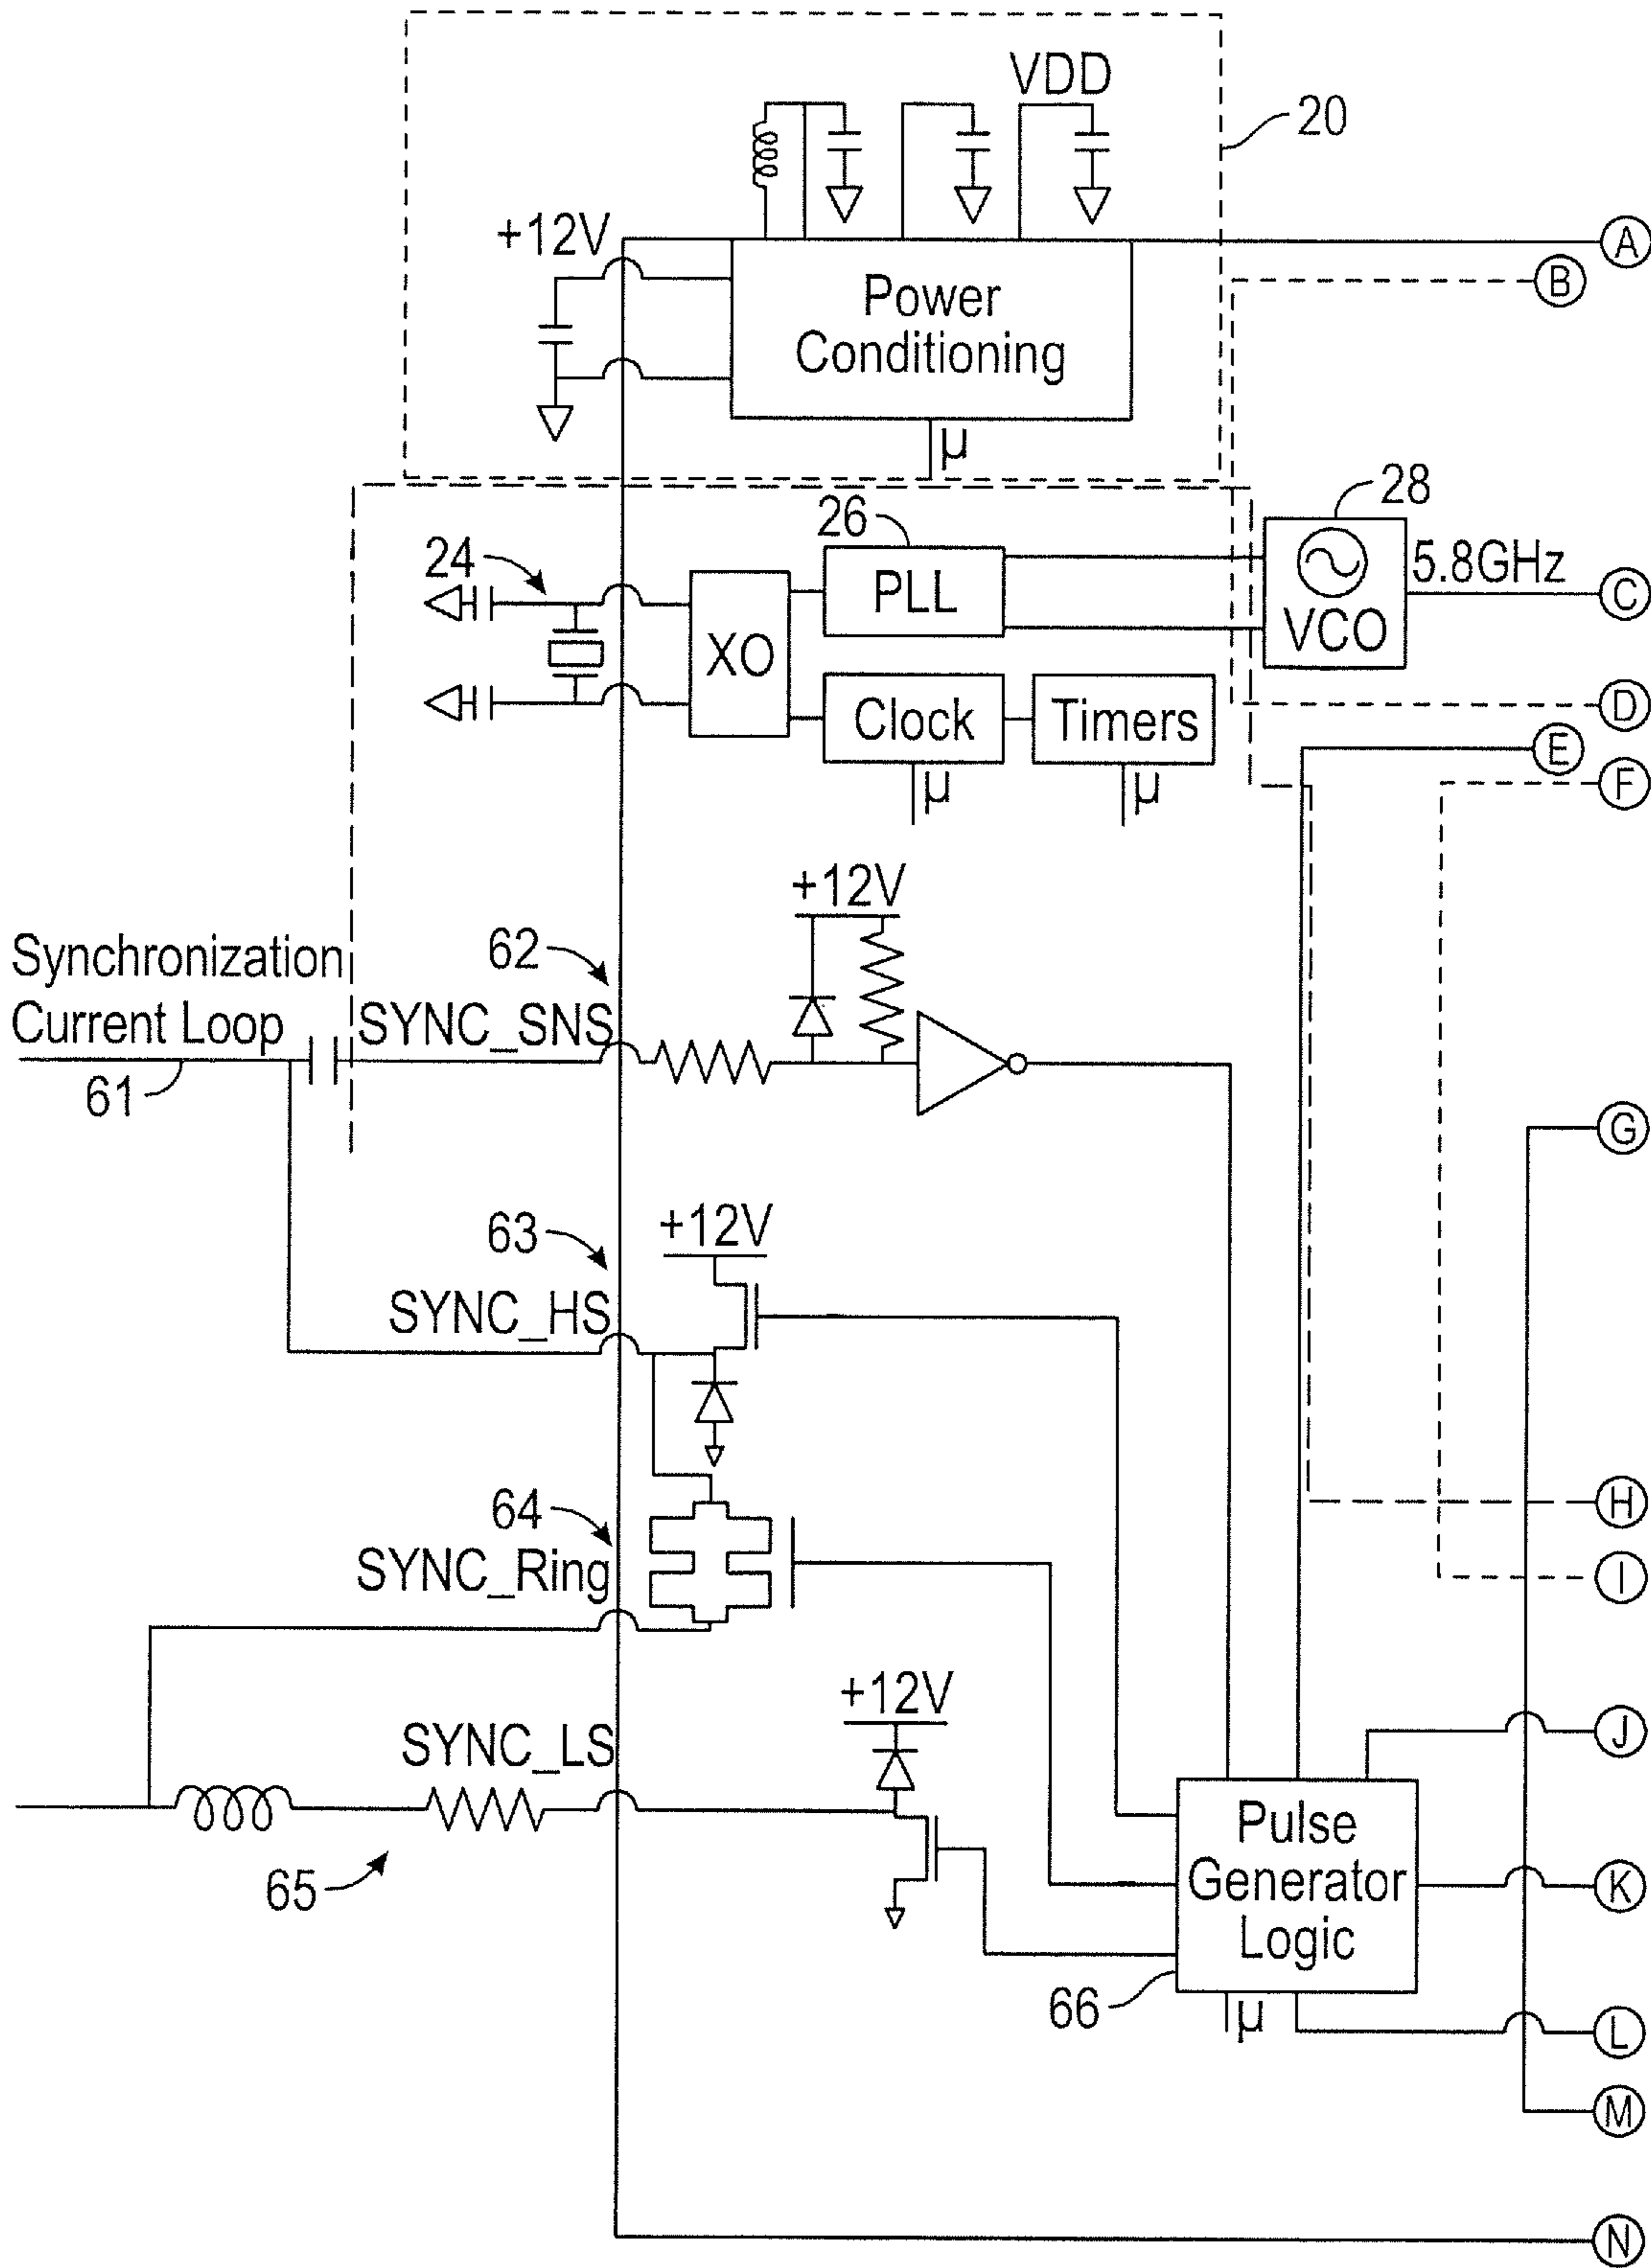 VDD
20
+12V
A
B
Power
Conditioning
µ
28
26
24
5.8GHz
PLL
C
XO
VCO
D
Clock
Timers
E
F
µ
µ
+12V
62
Synchronization
Current Loop
SYNC_SNS
61
G
63
+12V
SYNC_HS
64
H
SYNC_Ring
I
+12V
SYNC_LS
J
Pulse
Generator
Logic
65
K
66
µ
L
M
N